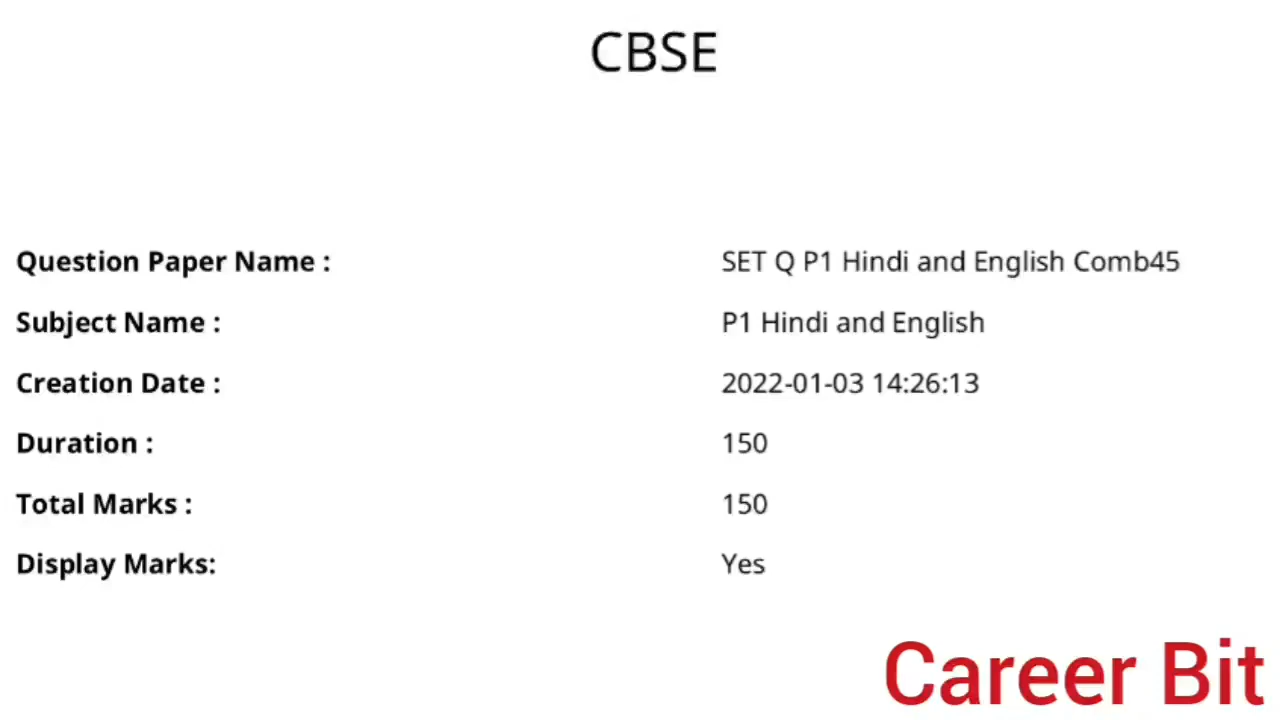 CBSE
Question Paper Name : SET Q P1 Hindi and English Comb45
Subject Name : P1 Hindi and English
Creation Date : 2022-01-03 14:26:13
Duration : 150
Total Marks : 150
Display Marks: Yes
Career Bit